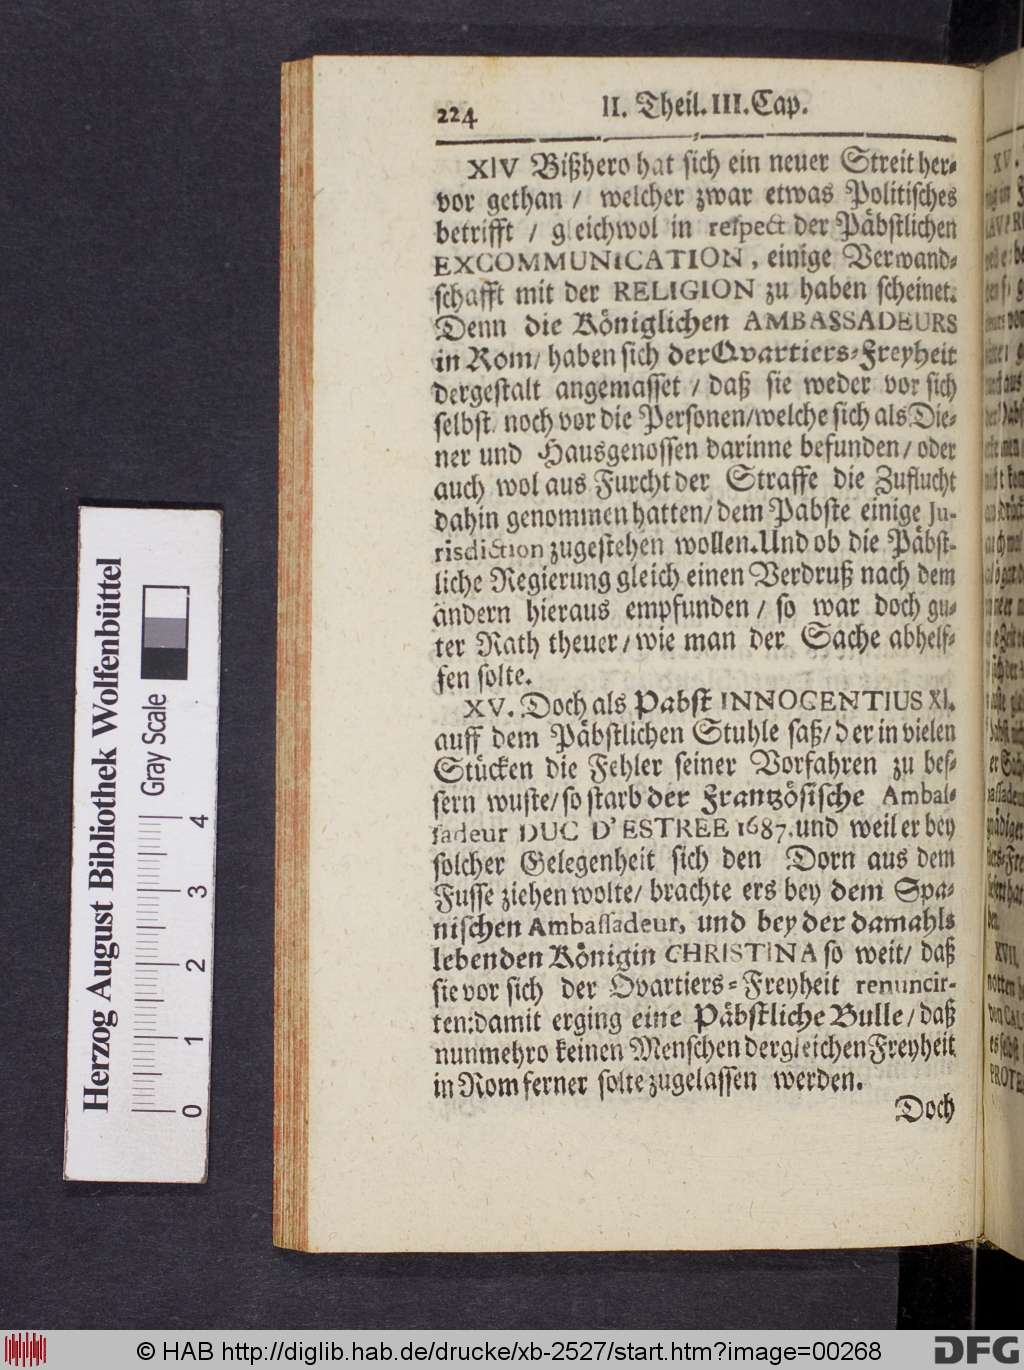 224 II. Theil. III. Cap.
XIV Bißhero hat sich ein neuer Streit her-
vor gethan / welcher zwar etwas Politisches
betrifft / gleichwol in respect der Päbstlichen
EXCOMMUNICATION, einige Verwand-
schafft mit der RELIGION zu haben scheinet.
Denn die Königlichen AMBASSADEURS
in Rom / haben sich der Qvartiers-Freyheit
dergestalt angemasset / daß sie weder vor sich
selbst / noch vor die Personen / welche sich als Die-
ner und Hausgenossen darinne befunden / oder
auch wol aus Furcht der Straffe die Zuflucht
dahin genommen hatten / dem Pabste einige Ju-
risdiction zugestehen wollen. Und ob die Päbst-
liche Regierung gleich einen Verdruß nach dem
andern hieraus empfunden / so war doch gu-
ter Rath theuer / wie man der Sache abhelf-
fen solte.
XV. Doch als Pabst INNOCENTIUS XI.
auff dem Päbstlichen Stuhle saß / der in vielen
Stücken die Fehler seiner Vorfahren zu bes-
sern wuste / so starb der Frantzösische Ambas-
sadeur DUC D'ESTREE 1687. und weil er bey
solcher Gelegenheit sich den Dorn aus dem
Fusse ziehen wolte / brachte ers bey dem Spa-
nischen Ambassadeur, und bey der damahls
lebenden Königin CHRISTINA so weit / daß
sie vor sich der Qvartiers-Freyheit renuncir-
ten: damit erging eine Päbstliche Bulle / daß
nunmehro keinen Menschen dergleichen Freyheit
in Rom ferner solte zugelassen werden.
Doch
Herzog August Bibliothek Wolfenbüttel
Gray Scale
0 1 2 3 4
© HAB http://diglib.hab.de/drucke/xb-2527/start.htm?image=00268
DFG